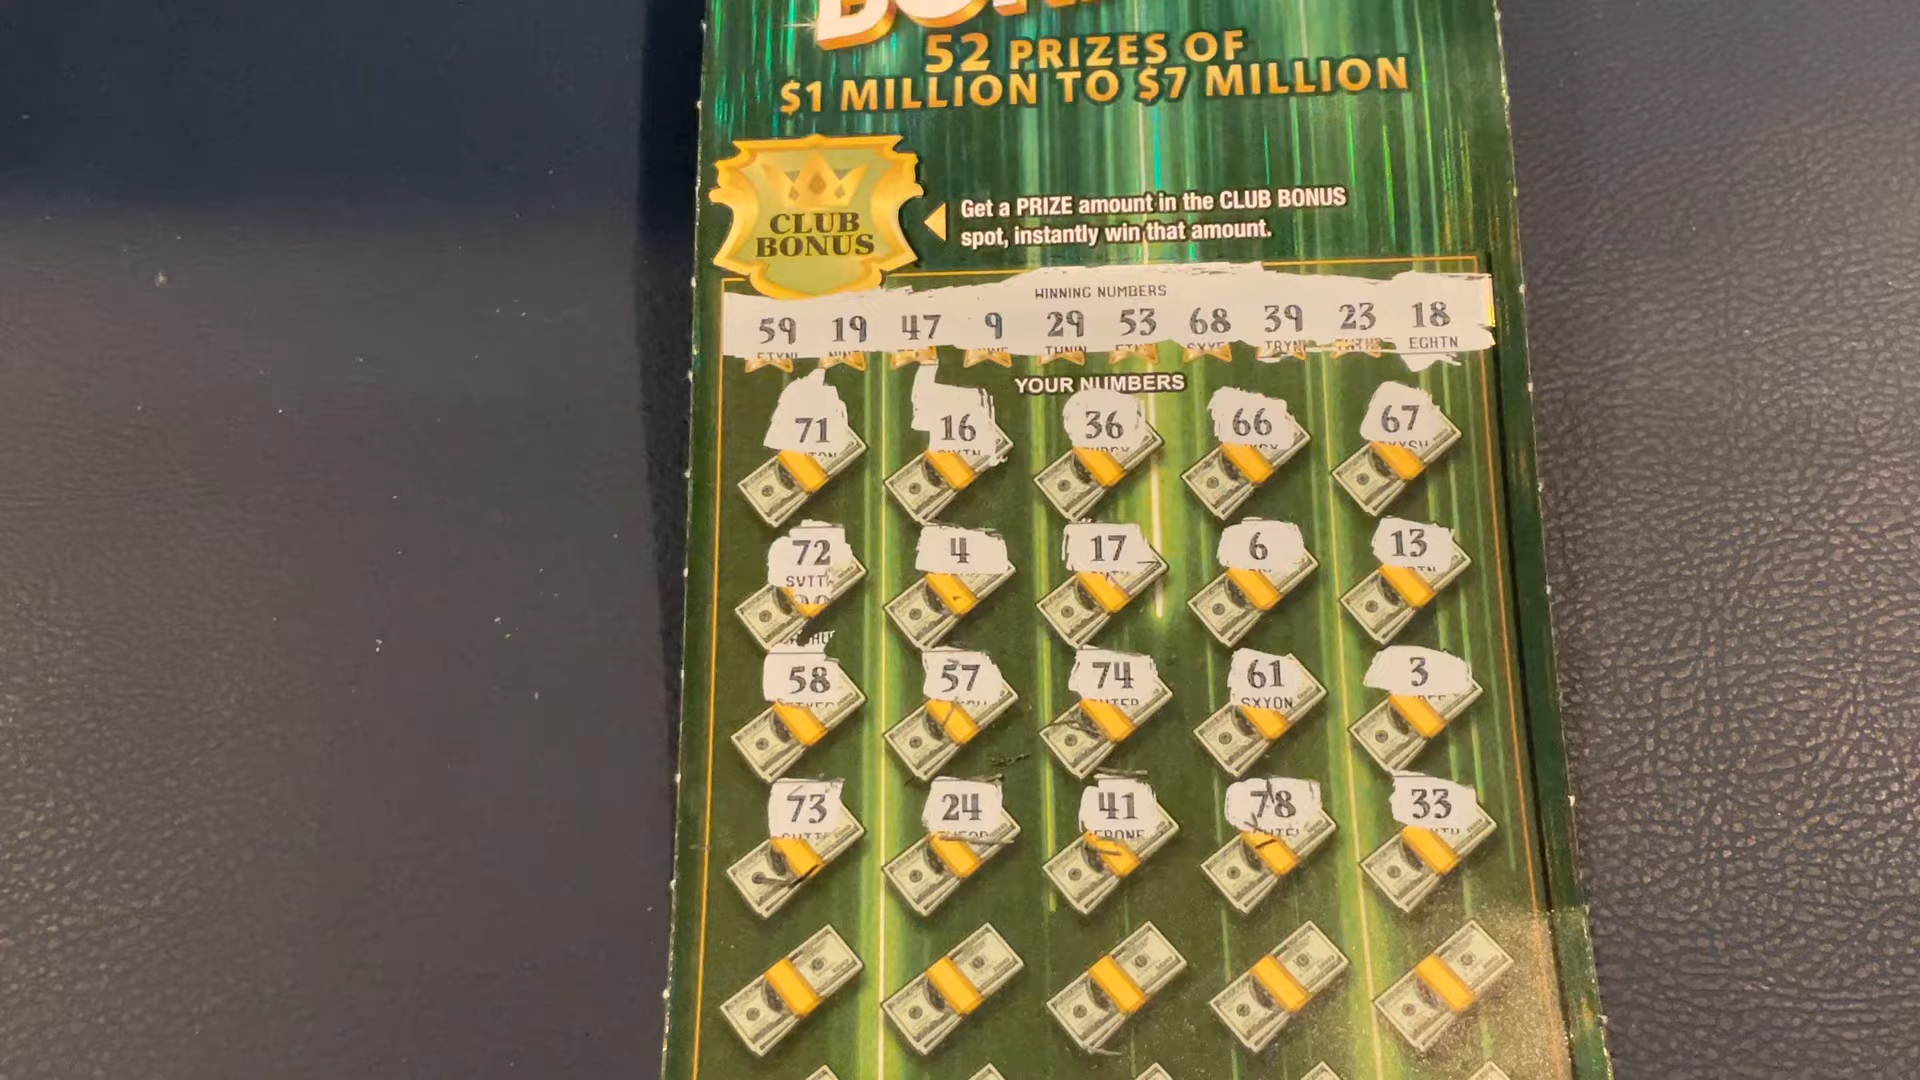 52 PRIZES OF
$1 MILLION TO $7 MILLION
CLUB
BONUS
Get a PRIZE amount in the CLUB BONUS
spot, instantly win that amount.
WINNING NUMBERS
59 19 47 9 29 53 68 39 23 18
THNIN EGHTN
YOUR NUMBERS
71 16 36 66 67
72 4 17 6 13
SVTT
58 57 74 61 3
SXYON
73 24 41 78 33